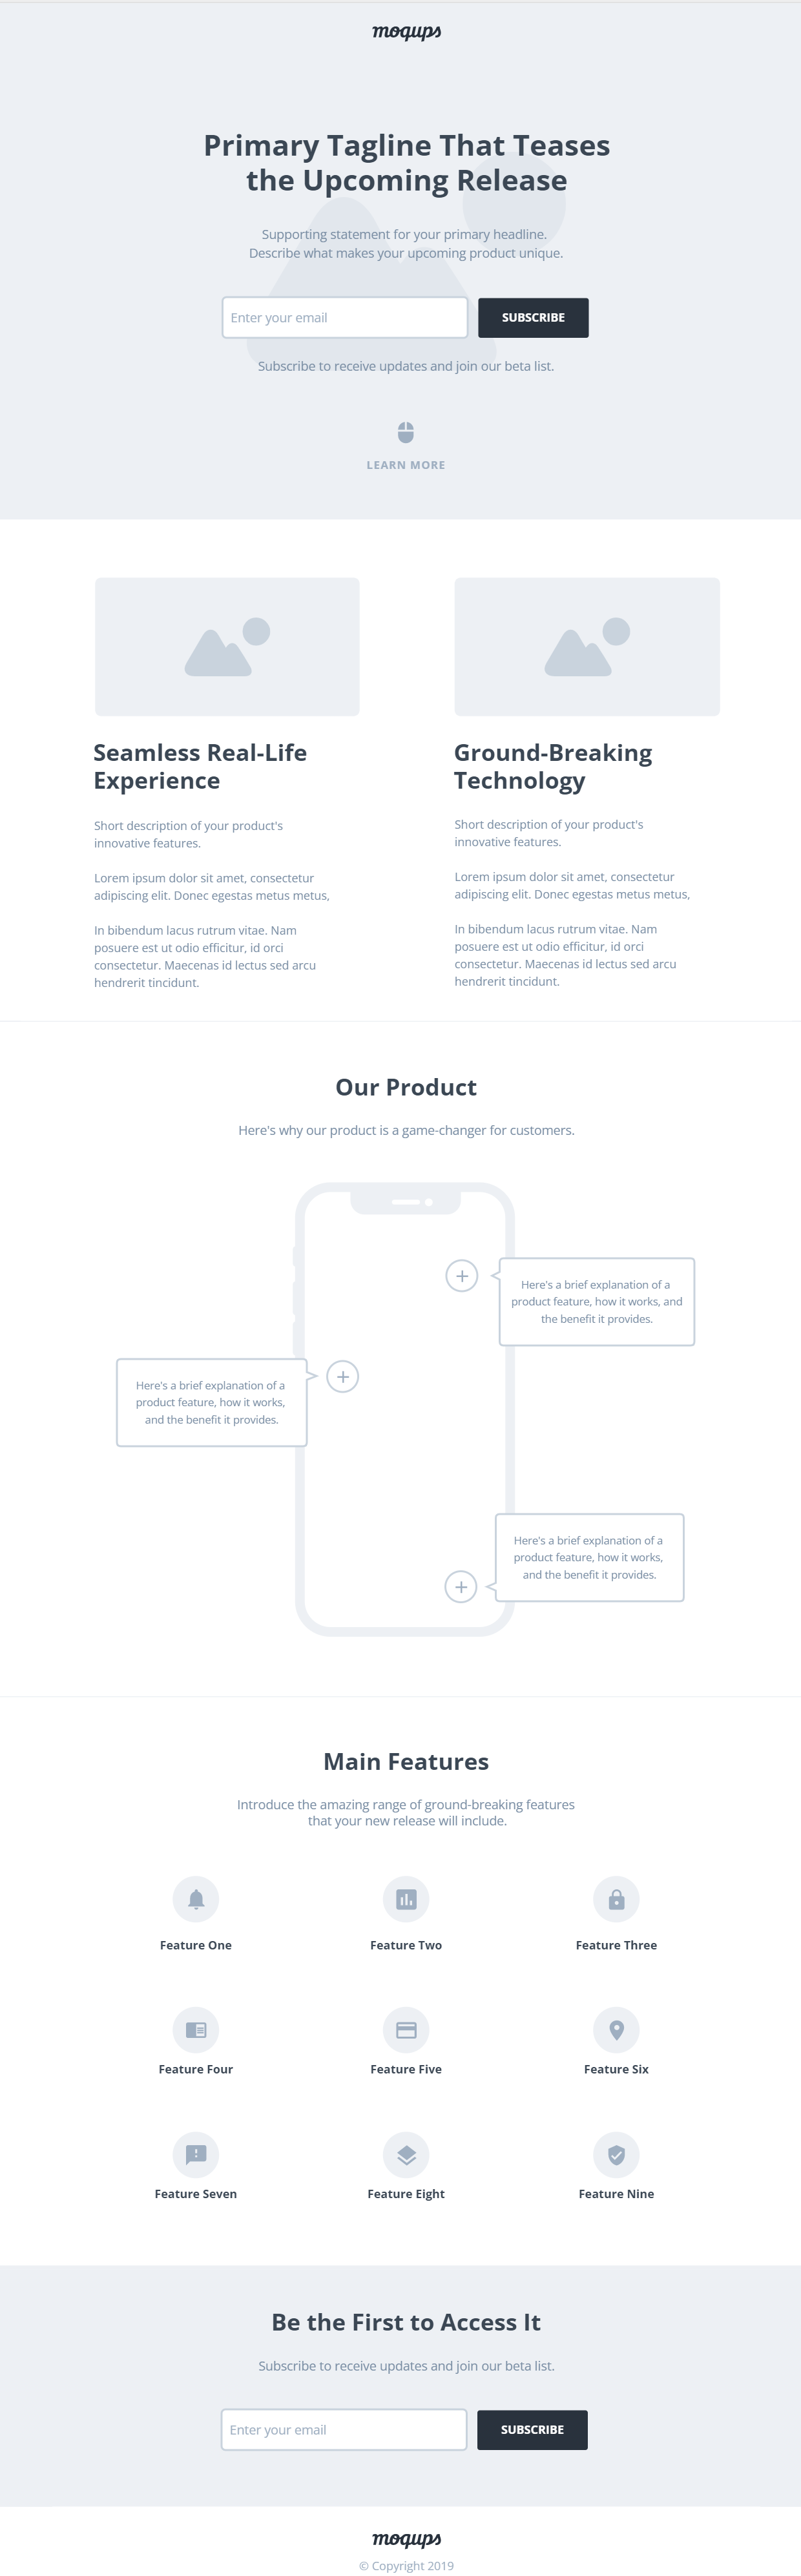 moqups
Primary Tagline That Teases
the Upcoming Release
Supporting statement for your primary headline.
Describe what makes your upcoming product unique.
Enter your email
SUBSCRIBE
Subscribe to receive updates and join our beta list.
LEARN MORE
Seamless Real-Life
Experience
Short description of your product's
innovative features.
Lorem ipsum dolor sit amet, consectetur
adipiscing elit. Donec egestas metus metus,
In bibendum lacus rutrum vitae. Nam
posuere est ut odio efficitur, id orci
consectetur. Maecenas id lectus sed arcu
hendrerit tincidunt.
Ground-Breaking
Technology
Short description of your product's
innovative features.
Lorem ipsum dolor sit amet, consectetur
adipiscing elit. Donec egestas metus metus,
In bibendum lacus rutrum vitae. Nam
posuere est ut odio efficitur, id orci
consectetur. Maecenas id lectus sed arcu
hendrerit tincidunt.
Our Product
Here's why our product is a game-changer for customers.
Here's a brief explanation of a
product feature, how it works, and
the benefit it provides.
Here's a brief explanation of a
product feature, how it works,
and the benefit it provides.
Here's a brief explanation of a
product feature, how it works,
and the benefit it provides.
Main Features
Introduce the amazing range of ground-breaking features
that your new release will include.
Feature One
Feature Two
Feature Three
Feature Four
Feature Five
Feature Six
Feature Seven
Feature Eight
Feature Nine
Be the First to Access It
Subscribe to receive updates and join our beta list.
Enter your email
SUBSCRIBE
moqups
© Copyright 2019